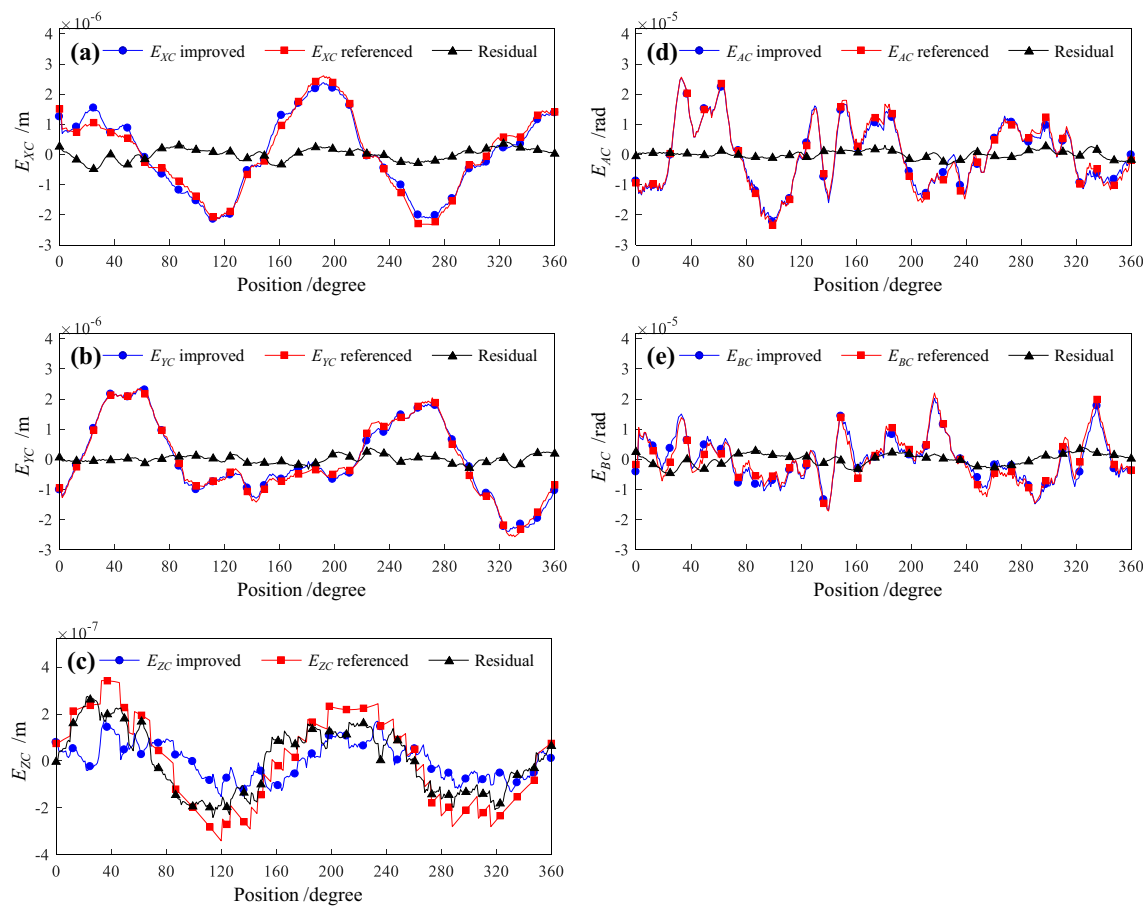 ×10⁻⁶
(a) E_XC improved E_XC referenced Residual
4
3
2
1
0
-1
-2
-3
E_XC /m
0 40 80 120 160 200 240 280 320 360
Position /degree
×10⁻⁵
(d) E_AC improved E_AC referenced Residual
4
3
2
1
0
-1
-2
-3
E_AC /rad
0 40 80 120 160 200 240 280 320 360
Position /degree
×10⁻⁶
(b) E_YC improved E_YC referenced Residual
4
3
2
1
0
-1
-2
-3
E_YC /m
0 40 80 120 160 200 240 280 320 360
Position /degree
×10⁻⁵
(e) E_BC improved E_BC referenced Residual
4
3
2
1
0
-1
-2
-3
E_BC /rad
0 40 80 120 160 200 240 280 320 360
Position /degree
×10⁻⁷
(c) E_ZC improved E_ZC referenced Residual
4
2
0
-2
-4
E_ZC /m
0 40 80 120 160 200 240 280 320 360
Position /degree